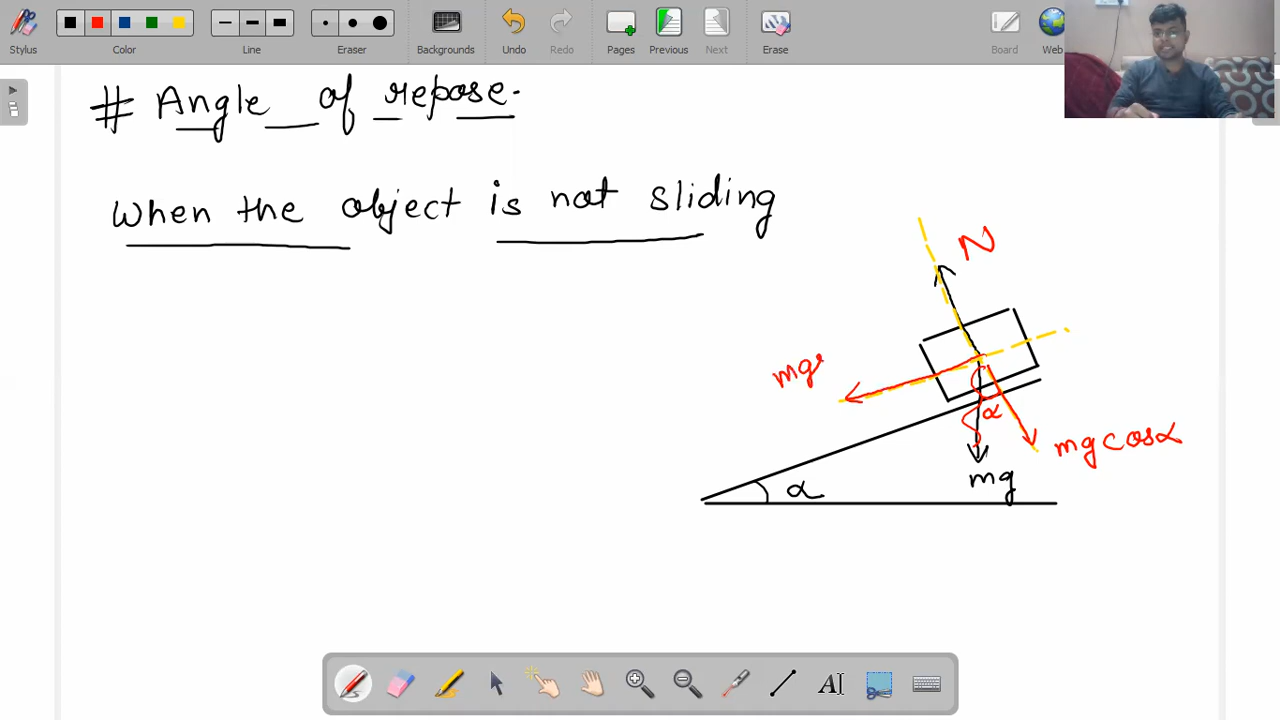 Stylus
Color
Line
Eraser
Backgrounds
Undo
Redo
Pages
Previous
Next
Erase
Board
Web
# Angle of repose.
When the object is not sliding
N
mg
α
mg cosα
mg
α